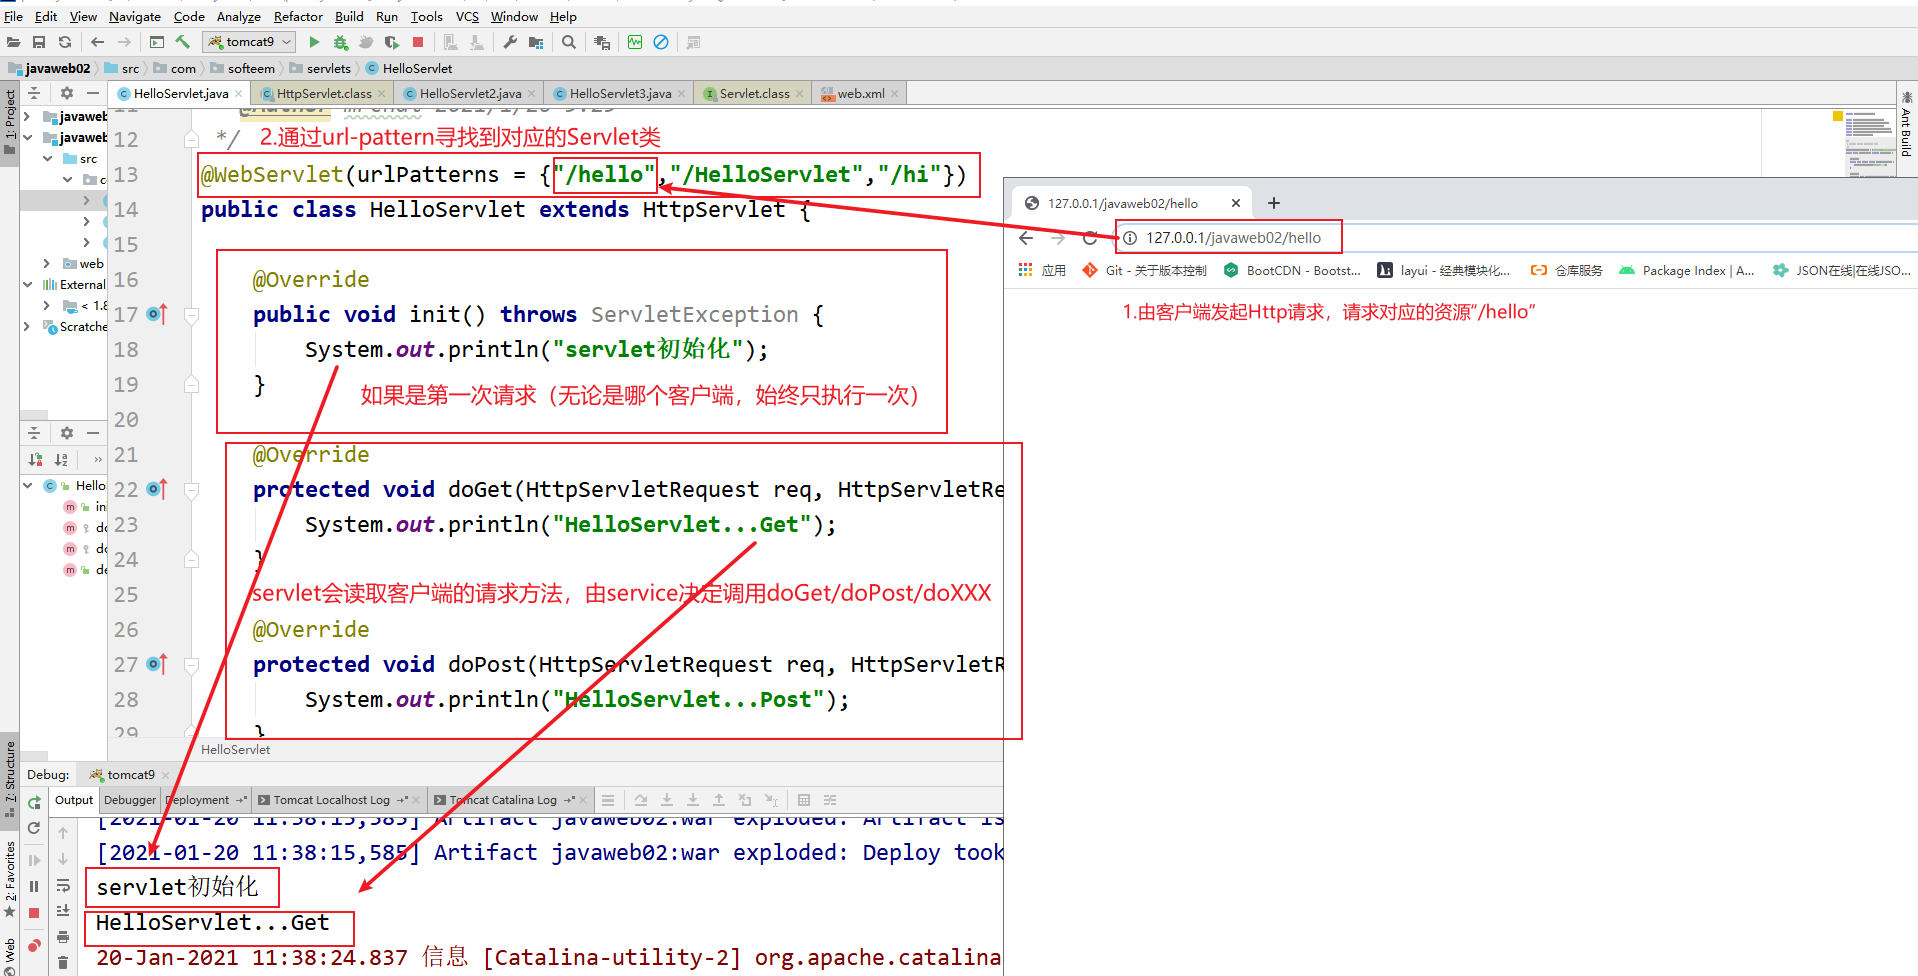 File Edit View Navigate Code Analyze Refactor Build Run Tools VCS Window Help
tomcat9
javaweb02 src com softeem servlets HelloServlet
1: Project
HelloServlet.java HttpServlet.class HelloServlet2.java HelloServlet3.java Servlet.class web.xml
Ant Build
javaweb
javaweb
src
web
External
< 1.8
Scratche
12 */ 2.通过url-pattern寻找到对应的Servlet类
13 @WebServlet(urlPatterns = {"/hello","/HelloServlet","/hi"})
14 public class HelloServlet extends HttpServlet {
15
16 @Override
17 public void init() throws ServletException {
18 System.out.println("servlet初始化");
19 }
如果是第一次请求（无论是哪个客户端，始终只执行一次）
20
21 @Override
22 protected void doGet(HttpServletRequest req, HttpServletRe
23 System.out.println("HelloServlet...Get");
24 }
25
servlet会读取客户端的请求方法，由service决定调用doGet/doPost/doXXX
26 @Override
27 protected void doPost(HttpServletRequest req, HttpServletR
28 System.out.println("HelloServlet...Post");
29 }
HelloServlet
Hello
ini
do
do
de
127.0.0.1/javaweb02/hello
127.0.0.1/javaweb02/hello
应用 Git - 关于版本控制 BootCDN - Bootst... layui - 经典模块化... 仓库服务 Package Index | A... JSON在线|在线JSO...
1.由客户端发起Http请求，请求对应的资源“/hello”
7: Structure
2: Favorites
Web
Debug: tomcat9
Output Debugger Deployment Tomcat Localhost Log Tomcat Catalina Log
[2021-01-20 11:38:15,585] Artifact javaweb02:war exploded: Artifact is
[2021-01-20 11:38:15,585] Artifact javaweb02:war exploded: Deploy took
servlet初始化
HelloServlet...Get
20-Jan-2021 11:38:24.837 信息 [Catalina-utility-2] org.apache.catalina